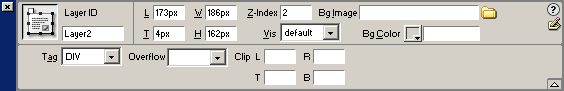 Layer ID L 173px W 186px Z-Index 2 Bg Image
Layer2 T 4px H 162px Vis default Bg Color
Tag DIV Overflow Clip L R
T B